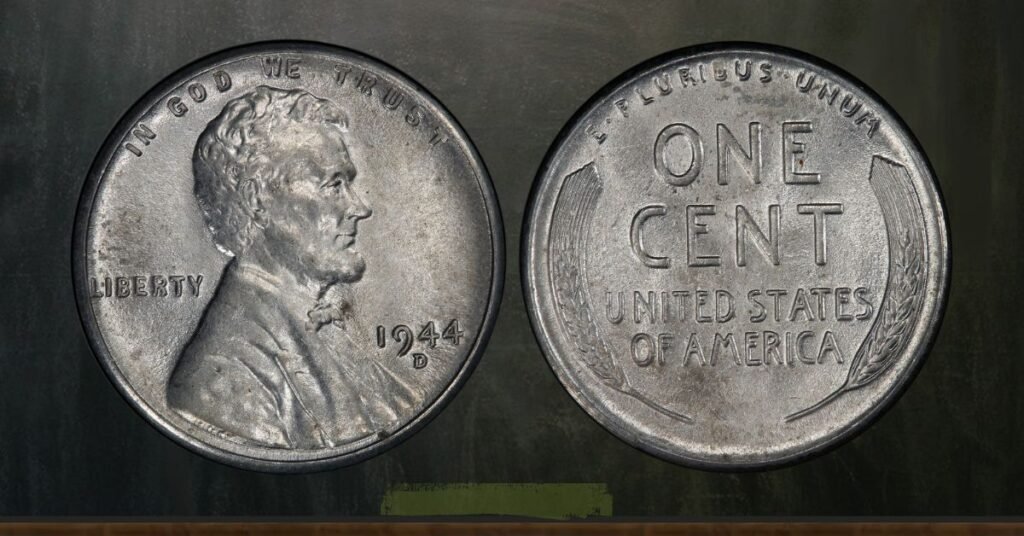 IN GOD WE TRUST
LIBERTY
1944
D
E·PLURIBUS·UNUM
ONE
CENT
UNITED STATES
OF AMERICA